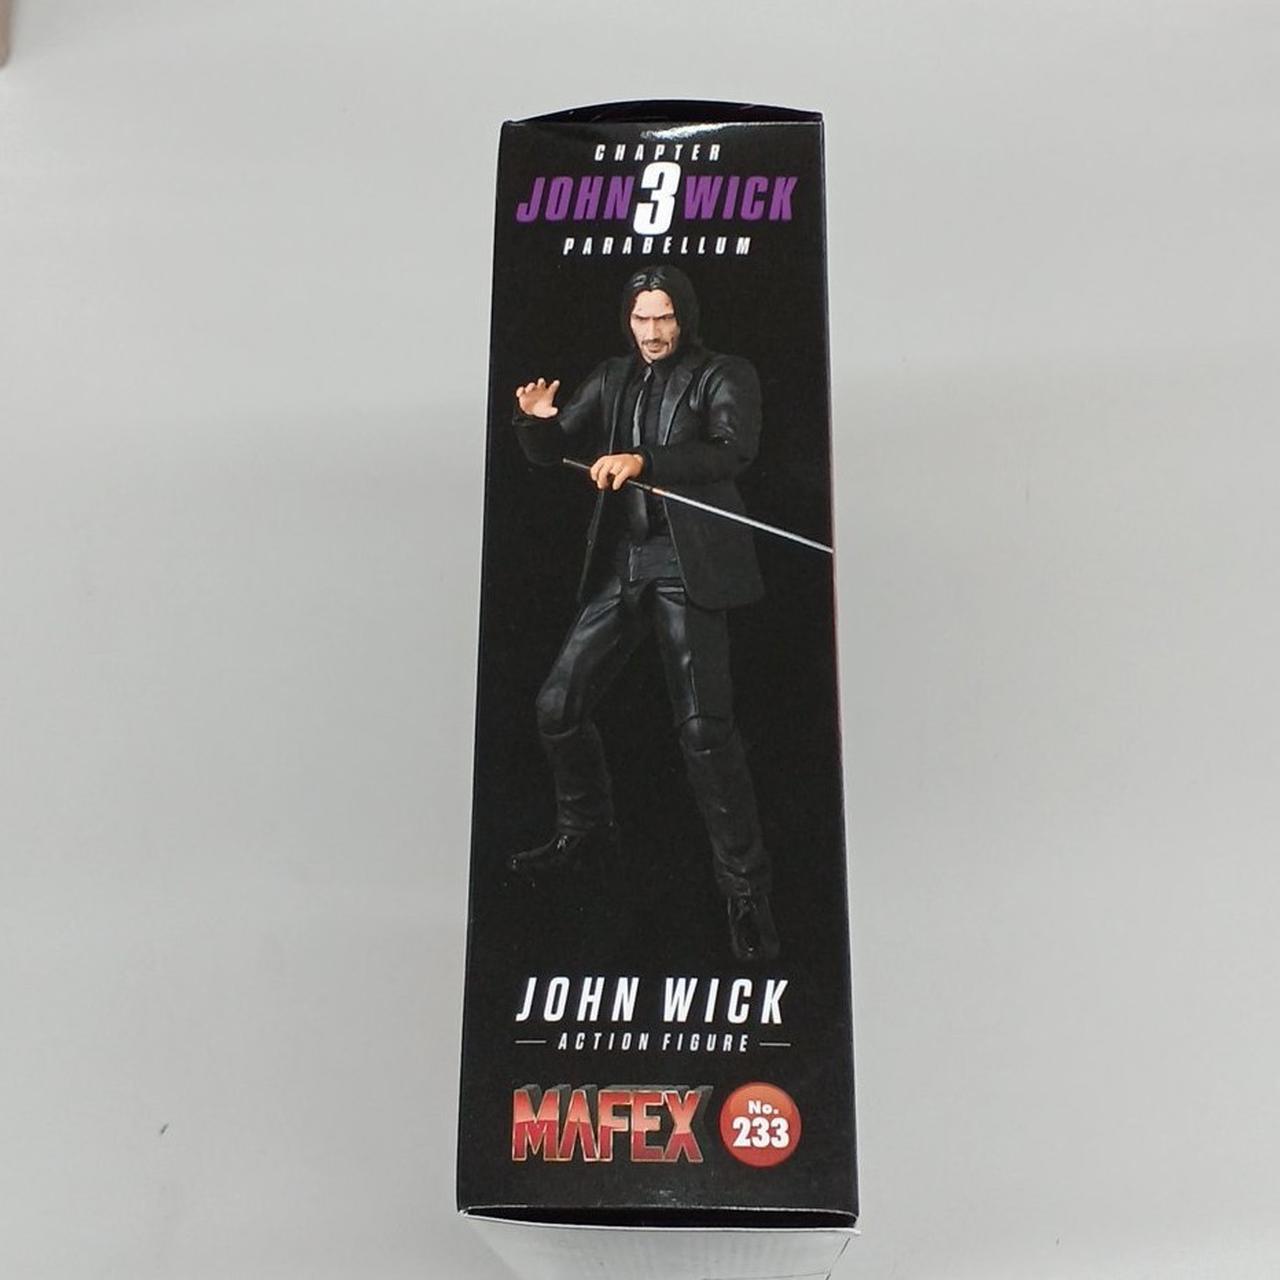 CHAPTER
JOHN 3 WICK
PARABELLUM
JOHN WICK
ACTION FIGURE
MAFEX No. 233